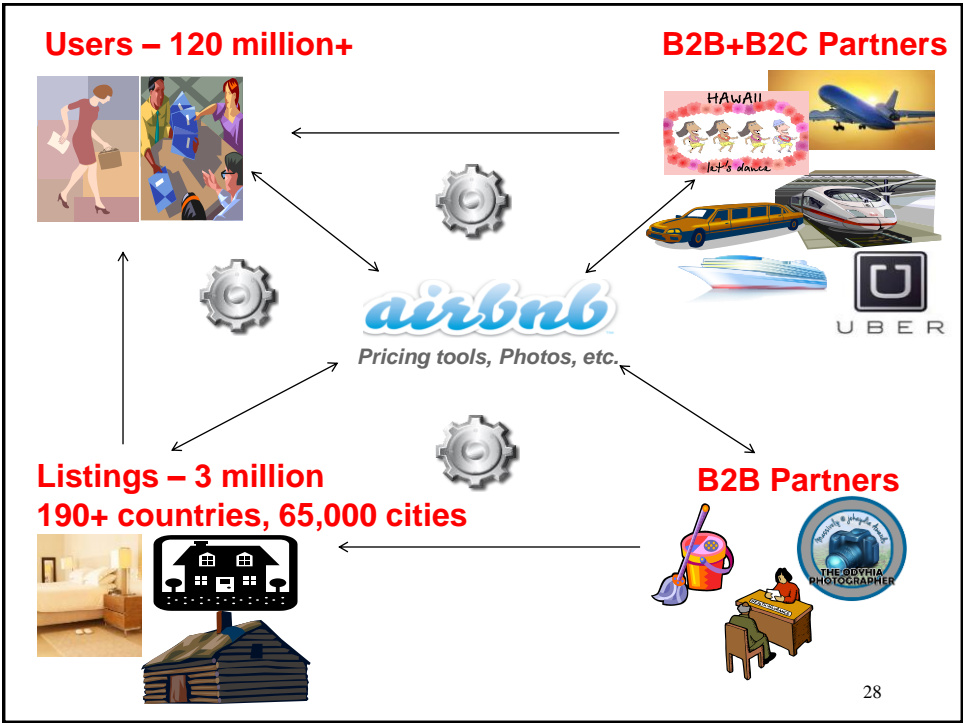 Users – 120 million+
B2B+B2C Partners
HAWAII
let's dance
airbnb
Pricing tools, Photos, etc.
U
UBER
Listings – 3 million
190+ countries, 65,000 cities
B2B Partners
THE ODYHIA
PHOTOGRAPHER
28